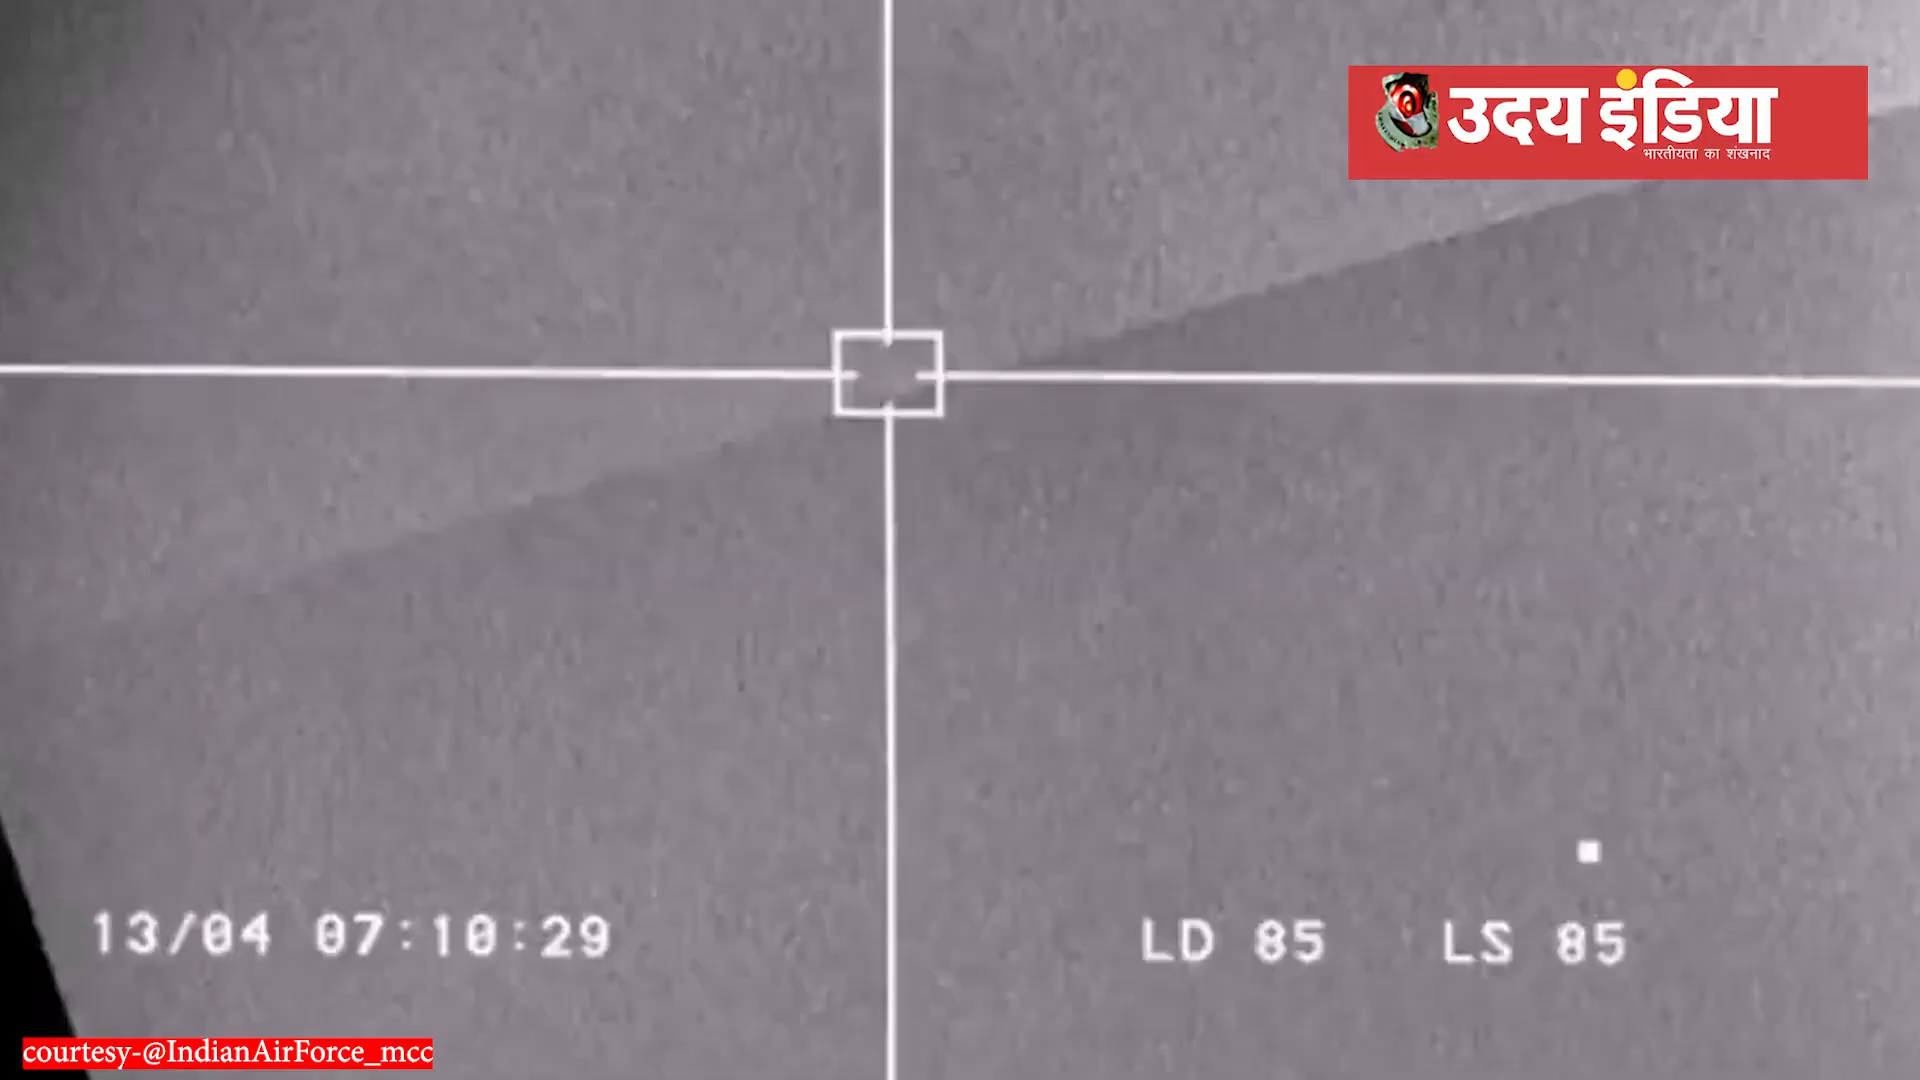 उदय इंडिया
भारतीयता का शंखनाद
13/04 07:10:29
LD 85 LS 85
courtesy-@IndianAirForce_mcc